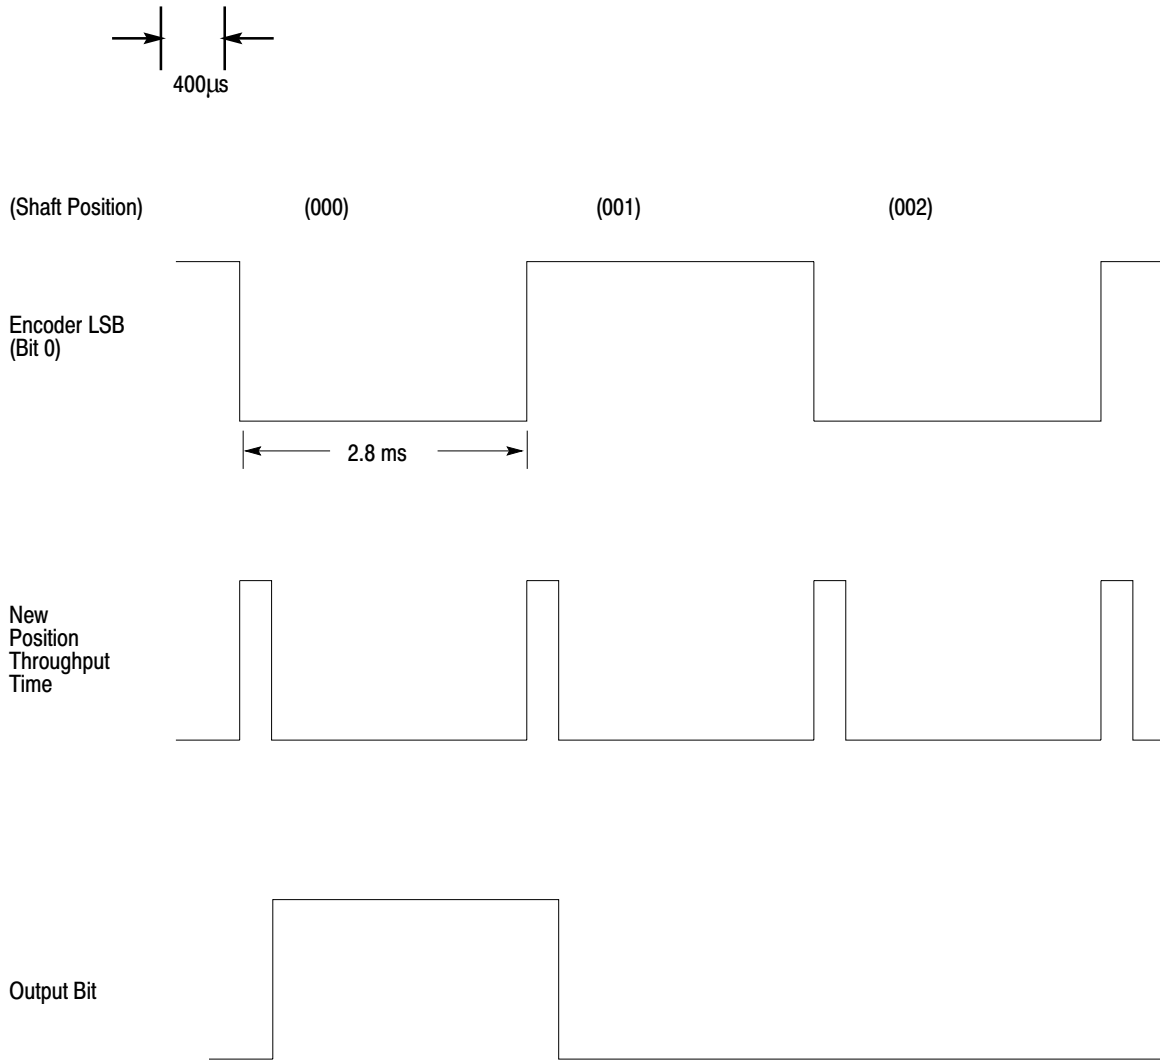 400µs
(Shaft Position)
(000)
(001)
(002)
Encoder LSB
(Bit 0)
2.8 ms
New
Position
Throughput
Time
Output Bit